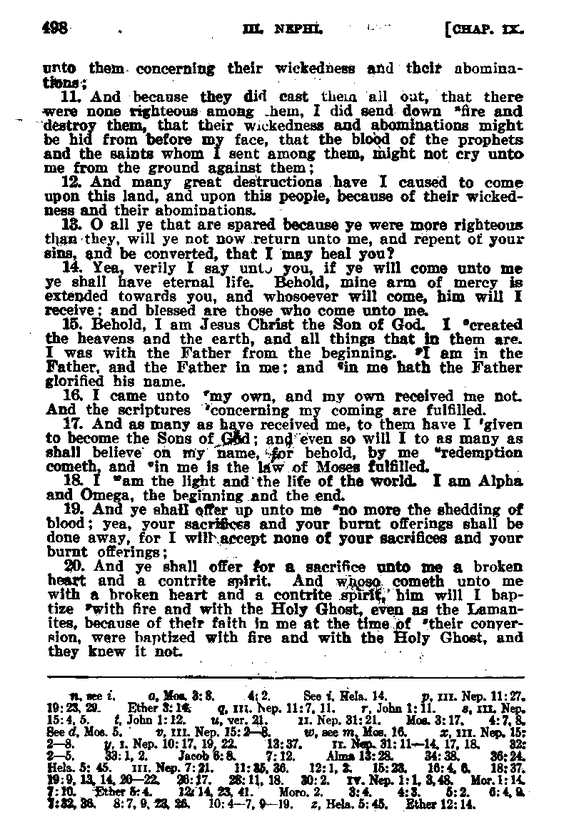 498 III. NEPHI. [CHAP. IX.
unto them concerning their wickedness and their abomina-
tions;
11. And because they did cast them all out, that there
were none righteous among them, I did send down ⁿfire and
destroy them, that their wickedness and abominations might
be hid from before my face, that the blood of the prophets
and the saints whom I sent among them, might not cry unto
me from the ground against them;
12. And many great destructions have I caused to come
upon this land, and upon this people, because of their wicked-
ness and their abominations.
13. O all ye that are spared because ye were more righteous
than they, will ye not now return unto me, and repent of your
sins, and be converted, that I may heal you?
14. Yea, verily I say unto you, if ye will come unto me
ye shall have eternal life. Behold, mine arm of mercy is
extended towards you, and whosoever will come, him will I
receive; and blessed are those who come unto me.
15. Behold, I am Jesus Christ the Son of God. I ᵒcreated
the heavens and the earth, and all things that in them are.
I was with the Father from the beginning. ᵖI am in the
Father, and the Father in me; and ᑫin me hath the Father
glorified his name.
16. I came unto ʳmy own, and my own received me not.
And the scriptures ˢconcerning my coming are fulfilled.
17. And as many as have received me, to them have I ᵗgiven
to become the Sons of God; and even so will I to as many as
shall believe on my name, for behold, by me ᵘredemption
cometh, and ᵛin me is the law of Moses fulfilled.
18. I ʷam the light and the life of the world. I am Alpha
and Omega, the beginning and the end.
19. And ye shall offer up unto me ˣno more the shedding of
blood; yea, your sacrifices and your burnt offerings shall be
done away, for I will accept none of your sacrifices and your
burnt offerings;
20. And ye shall offer for a sacrifice unto me a broken
heart and a contrite spirit. And whoso cometh unto me
with a broken heart and a contrite spirit, him will I bap-
tize ʸwith fire and with the Holy Ghost, even as the Laman-
ites, because of their faith in me at the time of ᶻtheir conver-
sion, were baptized with fire and with the Holy Ghost, and
they knew it not.
n, see i. o, Mos. 3:8. 4:2. See i, Hela. 14. p, III. Nep. 11:27.
19:23, 29. Ether 3:14. q, III. Nep. 11:7, 11. r, John 1:11. s, III. Nep.
15:4, 5. t, John 1:12. u, ver. 21. II. Nep. 31:21. Mos. 3:17. 4:7, 8.
See d, Mos. 5. v, III. Nep. 15:2—8. w, see m, Mos. 16. x, III. Nep. 15:
2—8. y, I. Nep. 10:17, 19, 22. 13:37. II. Nep. 31:11—14, 17, 18. 32:
2—5. 33:1, 2. Jacob 6:8. 7:12. Alma 13:28. 34:38. 36:24.
Hela. 5:45. III. Nep. 7:21. 11:35, 36. 12:1, 2. 15:23. 16:4, 6. 18:37.
19:9, 13, 14, 20—22. 26:17. 28:11, 18. 30:2. IV. Nep. 1:1, 3, 48. Mor. 1:14.
7:10. Ether 5:4. 12:14, 23, 41. Moro. 2. 3:4. 4:3. 5:2. 6:4, 9.
7:32, 36. 8:7, 9, 23, 26. 10:4—7, 9—19. z, Hela. 5:45. Ether 12:14.